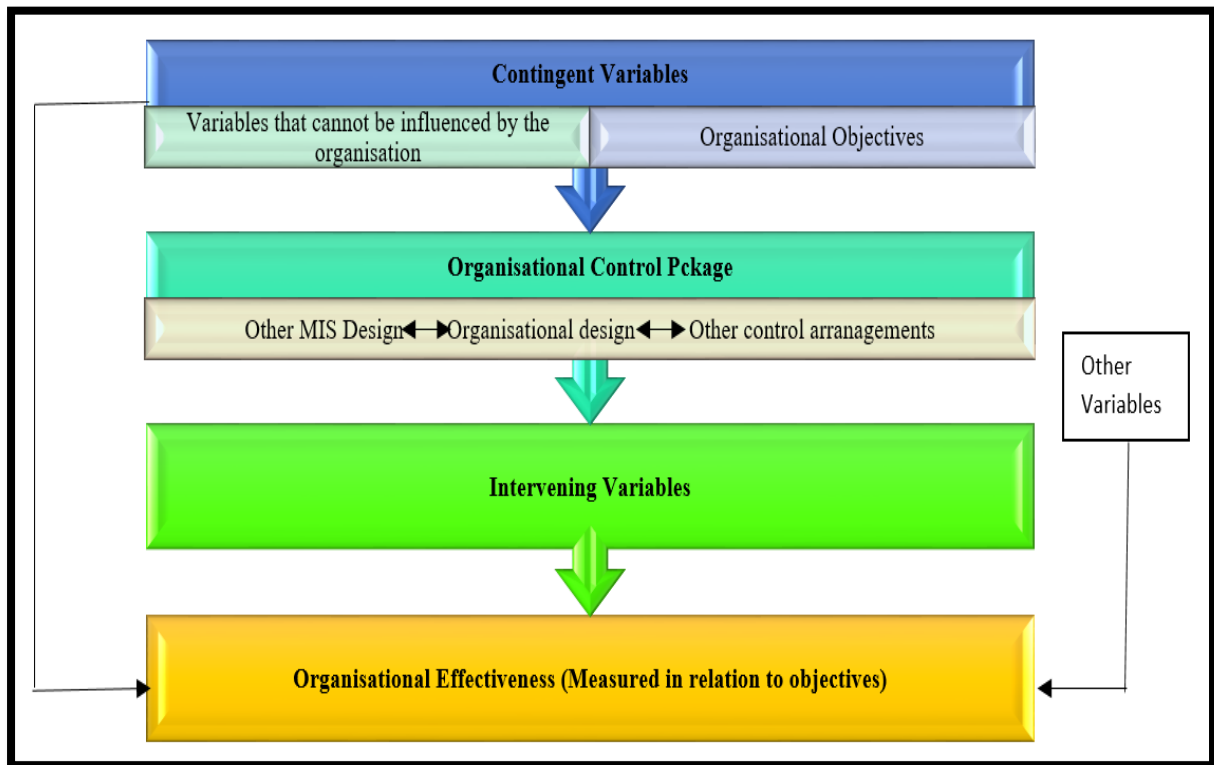 Contingent Variables
Variables that cannot be influenced by the
organisation
Organisational Objectives
Organisational Control Pckage
Other MIS Design Organisational design Other control arranagements
Other
Variables
Intervening Variables
Organisational Effectiveness (Measured in relation to objectives)